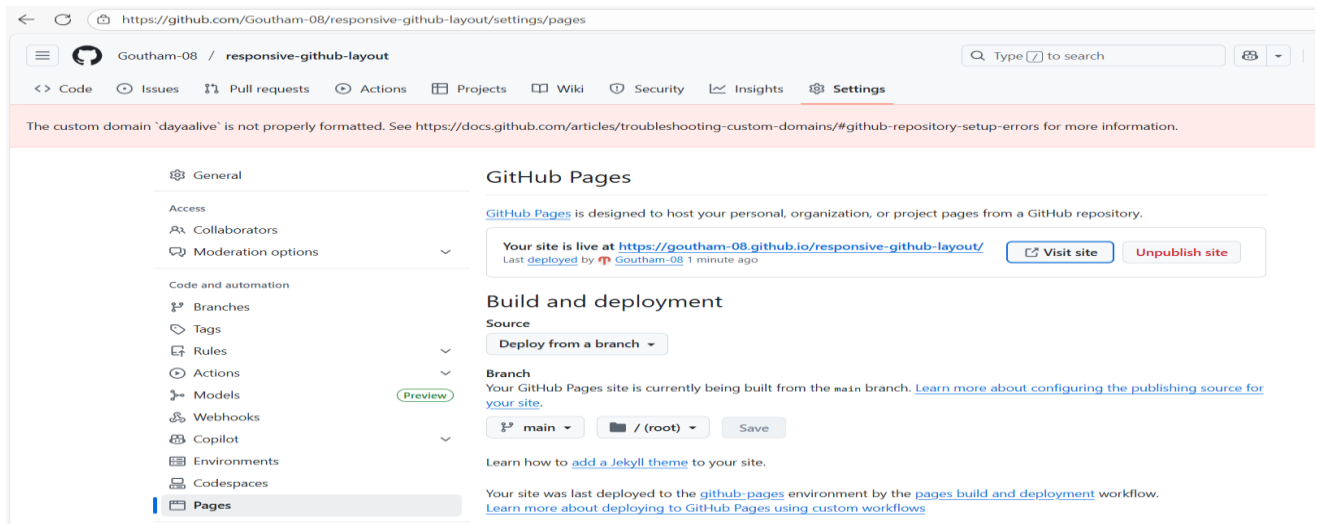 https://github.com/Goutham-08/responsive-github-layout/settings/pages
Goutham-08 / responsive-github-layout
Type / to search
<> Code Issues Pull requests Actions Projects Wiki Security Insights Settings
The custom domain `dayaalive` is not properly formatted. See https://docs.github.com/articles/troubleshooting-custom-domains/#github-repository-setup-errors for more information.
General
Access
Collaborators
Moderation options
Code and automation
Branches
Tags
Rules
Actions
Models Preview
Webhooks
Copilot
Environments
Codespaces
Pages
GitHub Pages
GitHub Pages is designed to host your personal, organization, or project pages from a GitHub repository.
Your site is live at https://goutham-08.github.io/responsive-github-layout/
Last deployed by Goutham-08 1 minute ago
Visit site
Unpublish site
Build and deployment
Source
Deploy from a branch
Branch
Your GitHub Pages site is currently being built from the main branch. Learn more about configuring the publishing source for
your site.
main / (root) Save
Learn how to add a Jekyll theme to your site.
Your site was last deployed to the github-pages environment by the pages build and deployment workflow.
Learn more about deploying to GitHub Pages using custom workflows